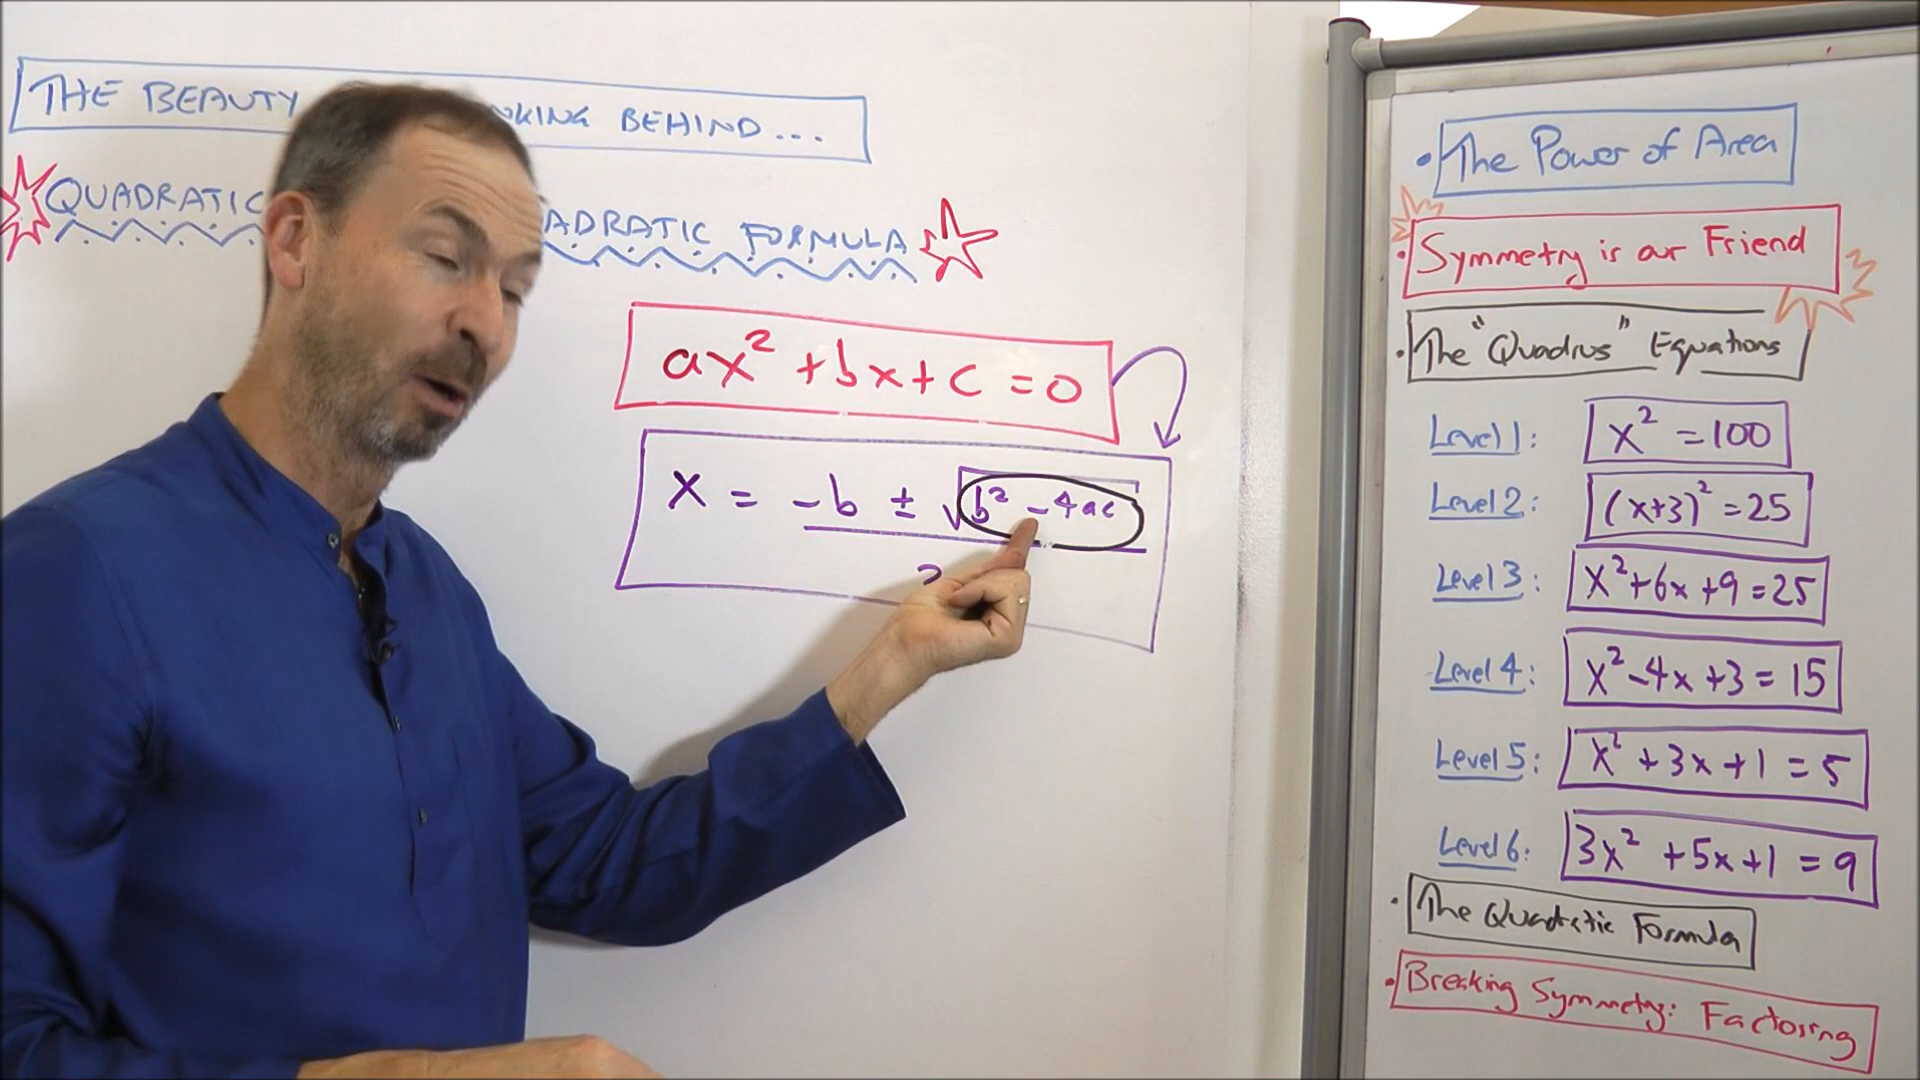 THE BEAUTY NKING BEHIND...
QUADRATIC ADRATIC FORMULA
ax² + bx + c = 0
x = -b ± √b² - 4ac
2
• The Power of Area
• Symmetry is our Friend
• The "Quadrus" Equations
Level 1: x² = 100
Level 2: (x+3)² = 25
Level 3: x² + 6x + 9 = 25
Level 4: x² - 4x + 3 = 15
Level 5: x² + 3x + 1 = 5
Level 6: 3x² + 5x + 1 = 9
• The Quadratic Formula
• Breaking Symmetry: Factoring